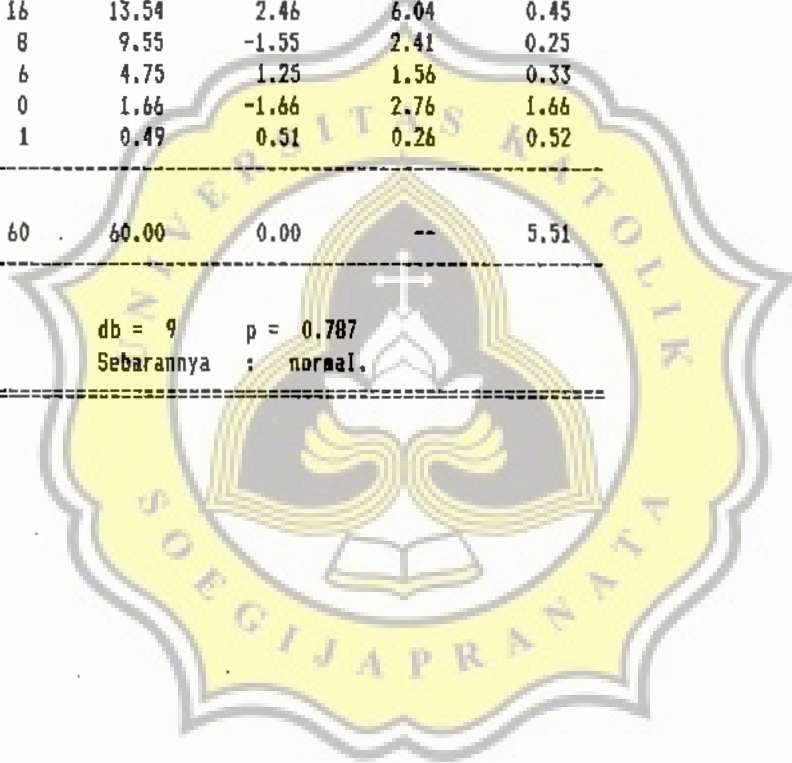 16 13.54 2.46 6.04 0.45
8 9.55 -1.55 2.41 0.25
6 4.75 1.25 1.56 0.33
0 1.66 -1.66 2.76 1.66
1 0.49 0.51 0.26 0.52
60 60.00 0.00 -- 5.51
db = 9 p = 0.787
Sebarannya : normal.
UNIVERSITAS KATOLIK
SOEGIJAPRANATA